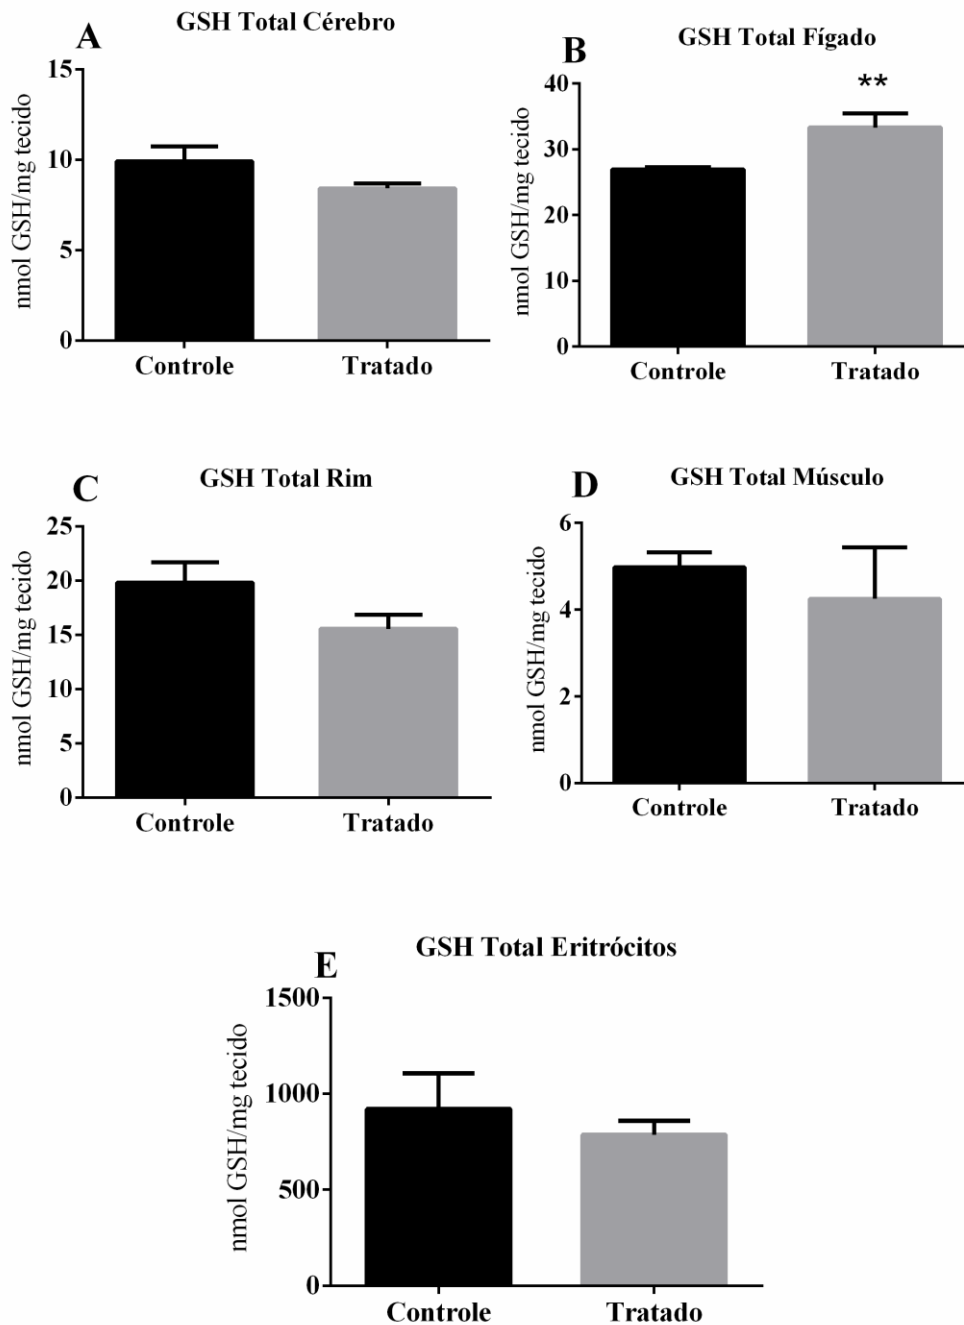 A
GSH Total Cérebro
nmol GSH/mg tecido
15
10
5
0
Controle
Tratado
B
GSH Total Fígado
nmol GSH/mg tecido
40
30
20
10
0
**
Controle
Tratado
C
GSH Total Rim
nmol GSH/mg tecido
25
20
15
10
5
0
Controle
Tratado
D
GSH Total Músculo
nmol GSH/mg tecido
6
4
2
0
Controle
Tratado
E
GSH Total Eritrócitos
nmol GSH/mg tecido
1500
1000
500
0
Controle
Tratado